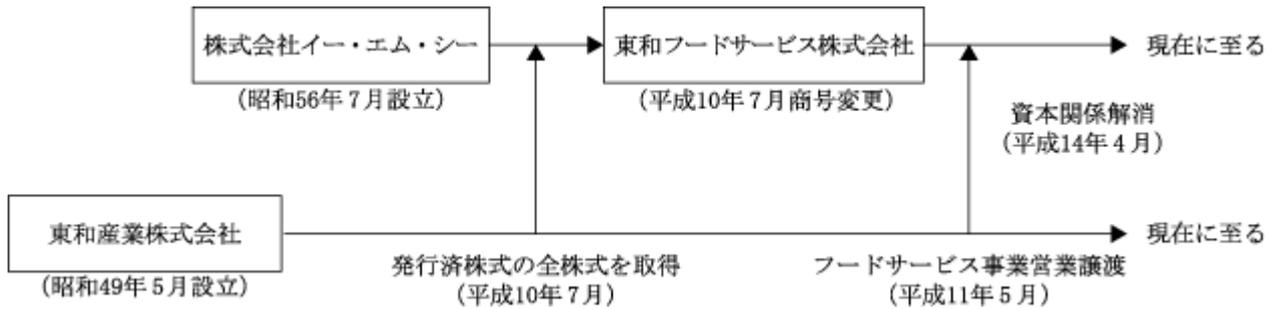 株式会社イー・エム・シー
東和フードサービス株式会社
現在に至る
(昭和56年7月設立)
(平成10年7月商号変更)
資本関係解消
(平成14年4月)
東和産業株式会社
現在に至る
(昭和49年5月設立)
発行済株式の全株式を取得
(平成10年7月)
フードサービス事業営業譲渡
(平成11年5月)